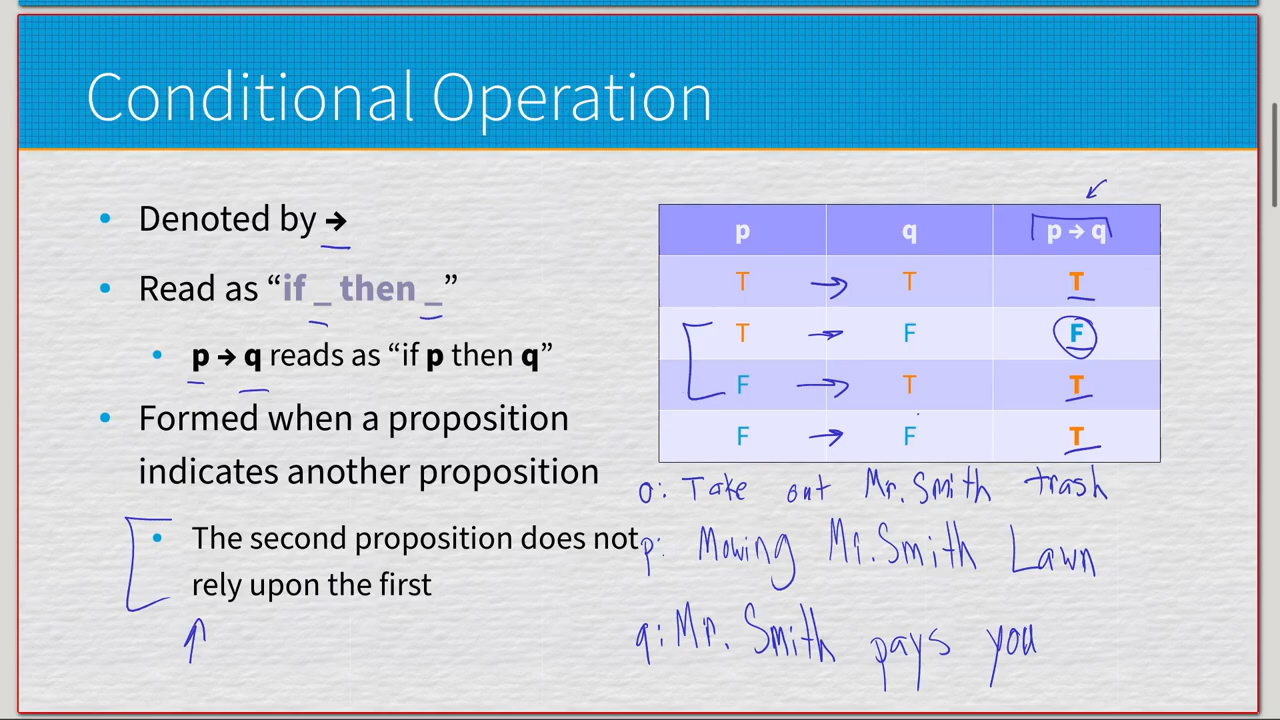 Conditional Operation
• Denoted by →
• Read as “if _ then _”
• p → q reads as “if p then q”
• Formed when a proposition
indicates another proposition
• The second proposition does not
rely upon the first
p q p → q
T → T T
T → F F
F → T T
F → F T
o: Take out Mr. Smith trash
p: Mowing Mr. Smith Lawn
q: Mr. Smith pays you